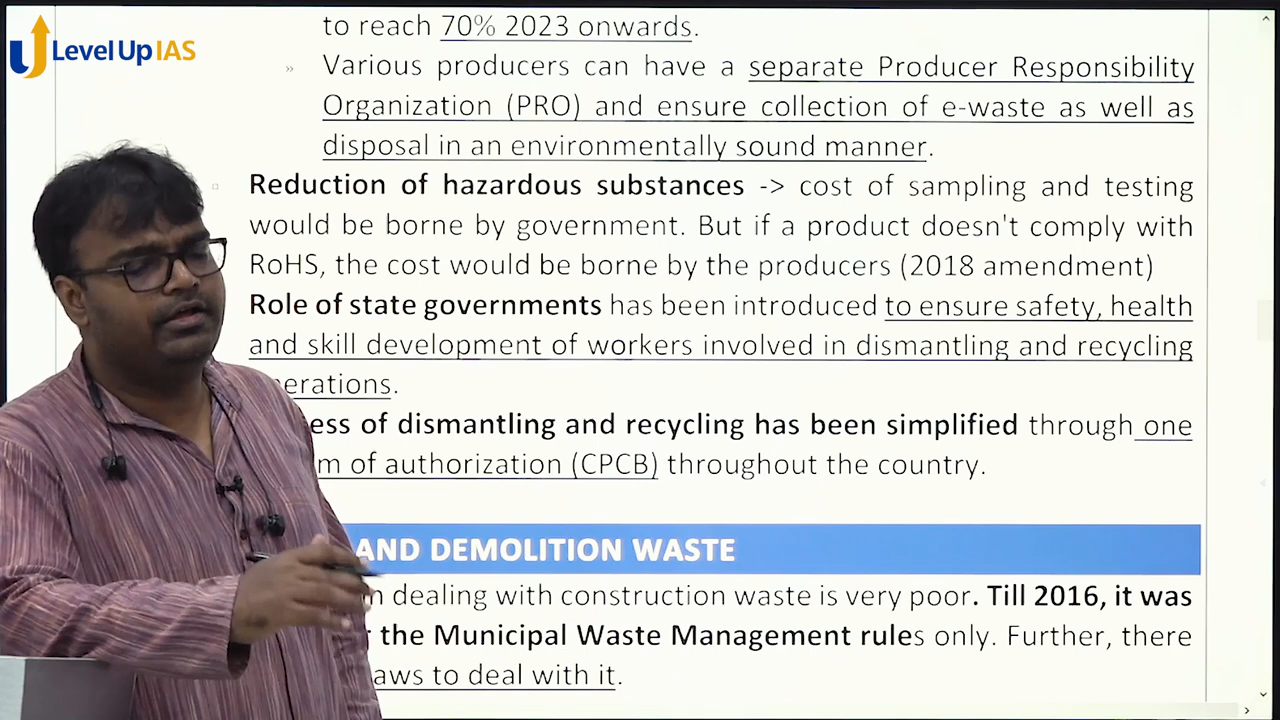 Level Up IAS
to reach 70% 2023 onwards.
» Various producers can have a separate Producer Responsibility
Organization (PRO) and ensure collection of e-waste as well as
disposal in an environmentally sound manner.
Reduction of hazardous substances -> cost of sampling and testing
would be borne by government. But if a product doesn't comply with
RoHS, the cost would be borne by the producers (2018 amendment)
Role of state governments has been introduced to ensure safety, health
and skill development of workers involved in dismantling and recycling
erations.
ess of dismantling and recycling has been simplified through one
m of authorization (CPCB) throughout the country.
AND DEMOLITION WASTE
dealing with construction waste is very poor. Till 2016, it was
the Municipal Waste Management rules only. Further, there
aws to deal with it.